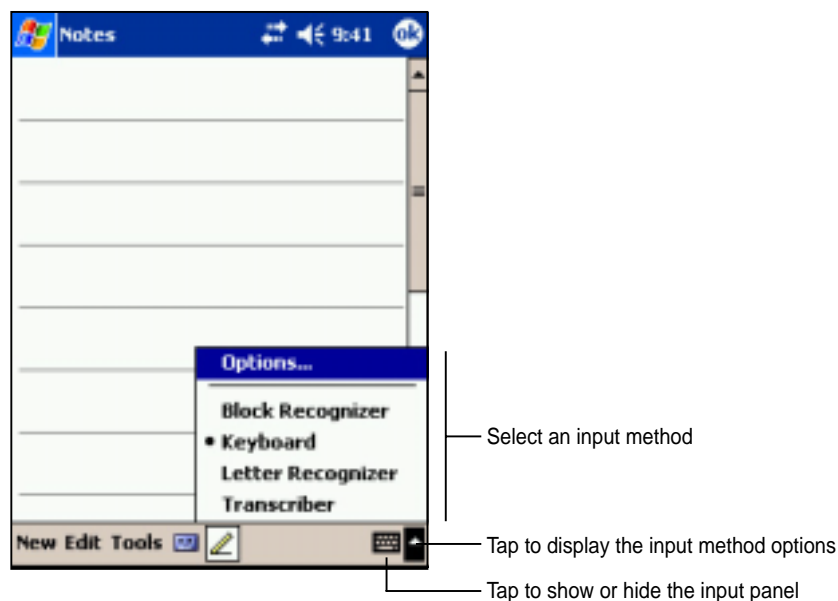 Notes 9:41 ok
Options...
Block Recognizer
• Keyboard
Letter Recognizer
Transcriber
Select an input method
New Edit Tools
Tap to display the input method options
Tap to show or hide the input panel